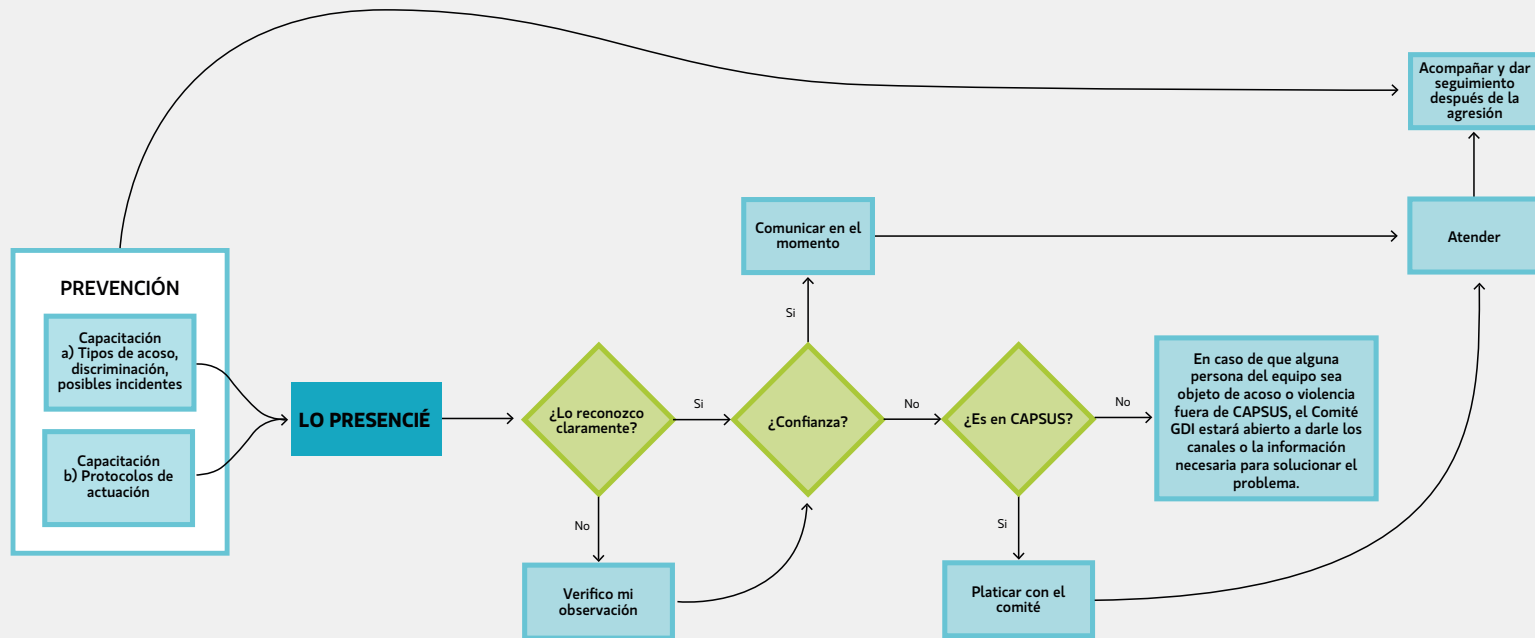 Acompañar y dar
seguimiento
después de la
agresión
Comunicar en el
momento
Atender
PREVENCIÓN
Capacitación
a) Tipos de acoso,
discriminación,
posibles incidentes
Capacitación
b) Protocolos de
actuación
LO PRESENCIÉ
¿Lo reconozco
claramente?
Si
No
Verifico mi
observación
¿Confianza?
Si
No
¿Es en CAPSUS?
No
Si
En caso de que alguna
persona del equipo sea
objeto de acoso o violencia
fuera de CAPSUS, el Comité
GDI estará abierto a darle los
canales o la información
necesaria para solucionar el
problema.
Platicar con el
comité